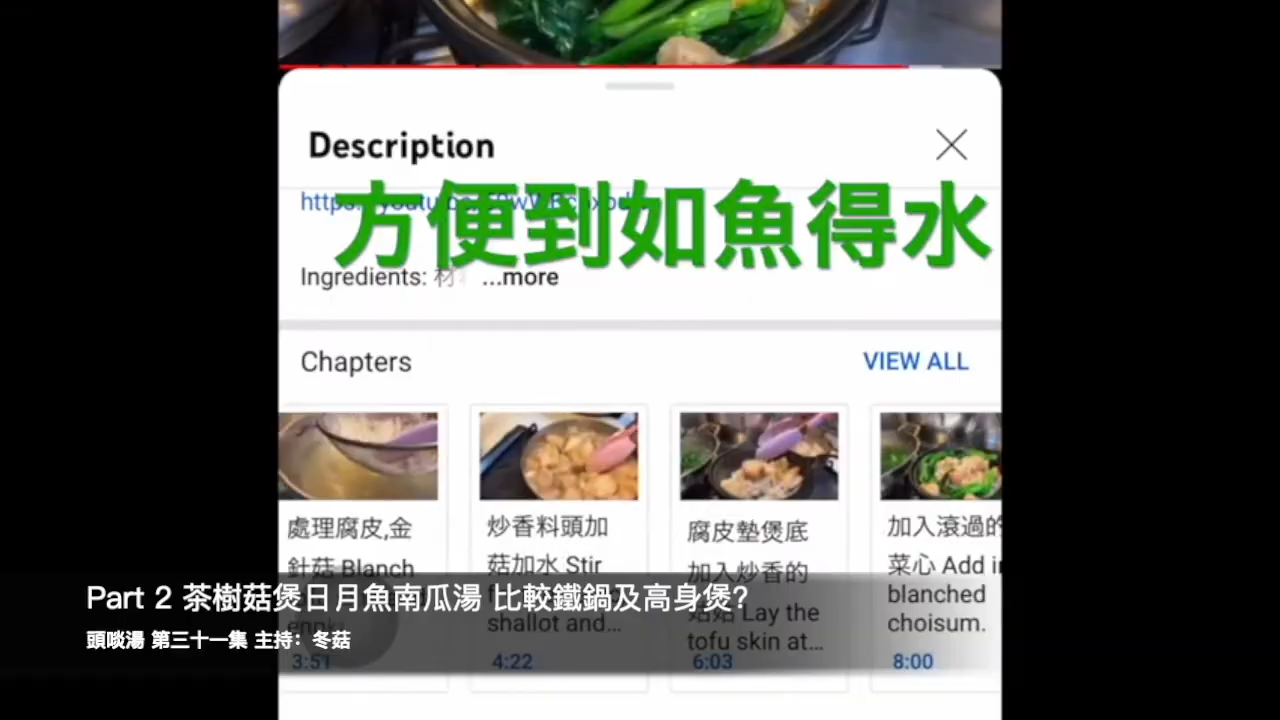 Description
方便到如魚得水
Ingredients: 材
...more
Chapters
VIEW ALL
處理腐皮,金
針菇 Blanch
3:51
炒香料頭加
菇加水 Stir
shallot and...
4:22
腐皮墊煲底
加入炒香的
菇菇 Lay the
tofu skin at...
6:03
加入滾過的
菜心 Add in
blanched
choisum.
8:00
Part 2 茶樹菇煲日月魚南瓜湯 比較鐵鍋及高身煲?
頭啖湯 第三十一集 主持：冬菇